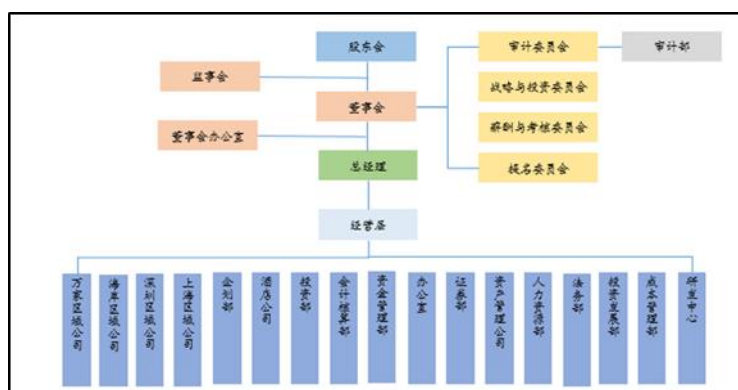 股东会
监事会
董事会
董事会办公室
总经理
经营层
审计委员会
审计部
战略与投资委员会
薪酬与考核委员会
提名委员会
万家区域公司
海岸区域公司
深圳区域公司
上海区域公司
企划部
酒店公司
投资部
会计核算部
资金管理部
办公室
证券部
资产管理公司
人力资源部
法务部
投资发展部
成本管理部
研发中心